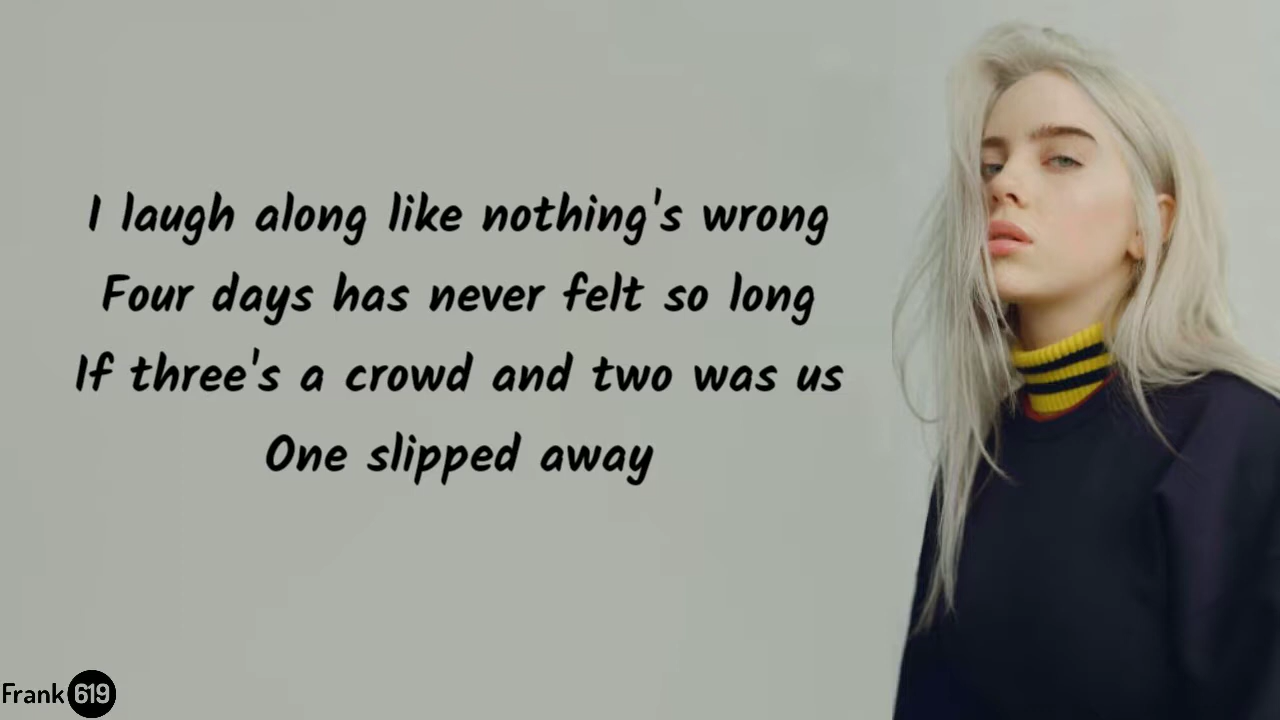 I laugh along like nothing's wrong
Four days has never felt so long
If three's a crowd and two was us
One slipped away
Frank 619